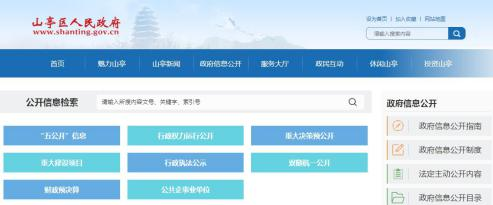 设为首页 | 加入收藏 | 网站地图
山亭区人民政府
www.shanting.gov.cn
请输入搜索内容
首页 魅力山亭 山亭新闻 政府信息公开 服务大厅 政民互动 休闲山亭 投资山亭
公开信息检索 请输入所搜内容文号、关键字、索引号
政府信息公开
"五公开"信息 行政权力运行公开 重大决策预公开
政府信息公开指南
重大建设项目 行政执法公示 双随机一公开
政府信息公开制度
法定主动公开内容
财政预决算 公共企事业单位
政府信息公开目录